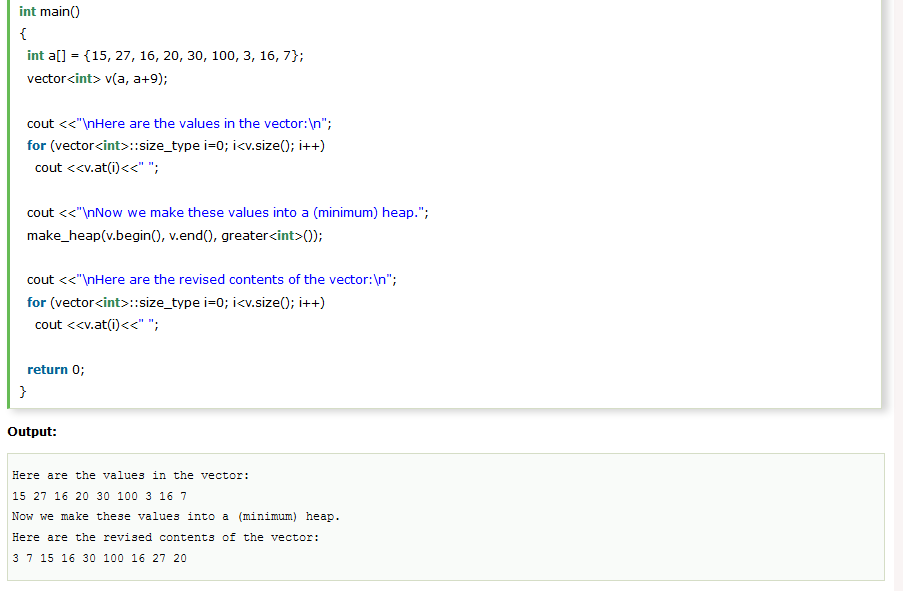 int main()
{
int a[] = {15, 27, 16, 20, 30, 100, 3, 16, 7};
vector<int> v(a, a+9);
cout <<"\nHere are the values in the vector:\n";
for (vector<int>::size_type i=0; i<v.size(); i++)
cout <<v.at(i)<<" ";
cout <<"\nNow we make these values into a (minimum) heap.";
make_heap(v.begin(), v.end(), greater<int>());
cout <<"\nHere are the revised contents of the vector:\n";
for (vector<int>::size_type i=0; i<v.size(); i++)
cout <<v.at(i)<<" ";
return 0;
}
Output:
Here are the values in the vector:
15 27 16 20 30 100 3 16 7
Now we make these values into a (minimum) heap.
Here are the revised contents of the vector:
3 7 15 16 30 100 16 27 20